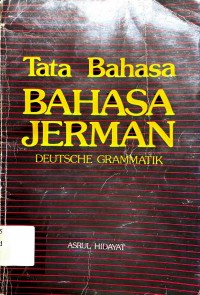 Tata Bahasa
BAHASA
JERMAN
DEUTSCHE GRAMMATIK
ASRUL HIDAYAT